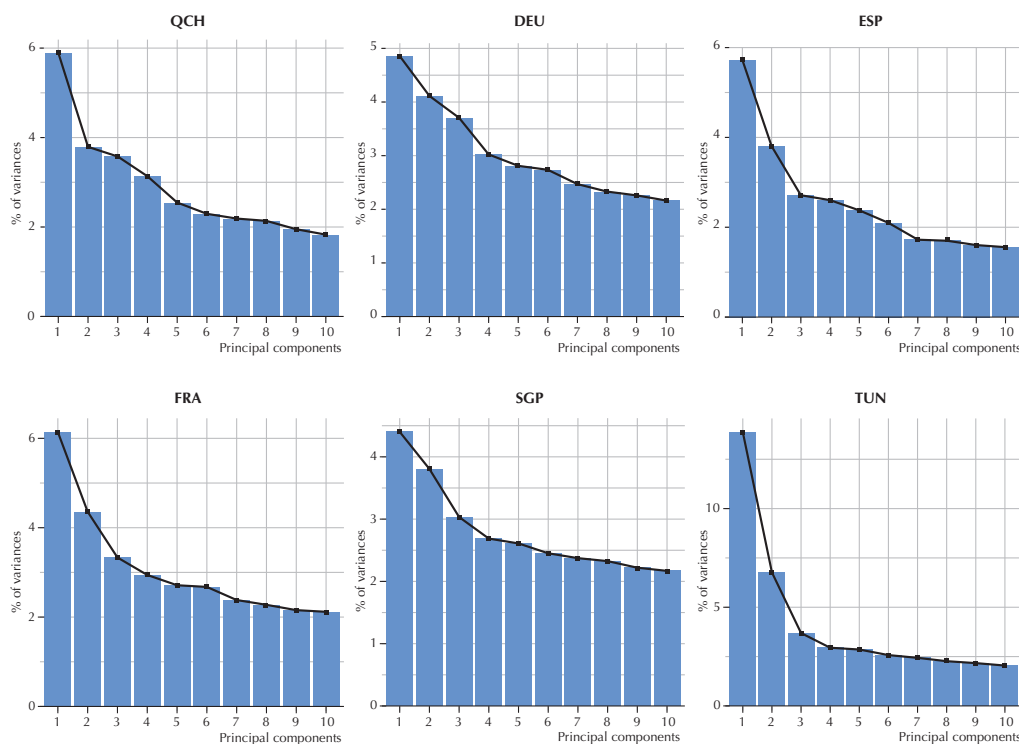 QCH
% of variances
6
4
2
0
1 2 3 4 5 6 7 8 9 10
Principal components
DEU
% of variances
5
4
3
2
1
0
1 2 3 4 5 6 7 8 9 10
Principal components
ESP
% of variances
6
4
2
0
1 2 3 4 5 6 7 8 9 10
Principal components
FRA
% of variances
6
4
2
0
1 2 3 4 5 6 7 8 9 10
Principal components
SGP
% of variances
4
3
2
1
0
1 2 3 4 5 6 7 8 9 10
Principal components
TUN
% of variances
10
5
0
1 2 3 4 5 6 7 8 9 10
Principal components